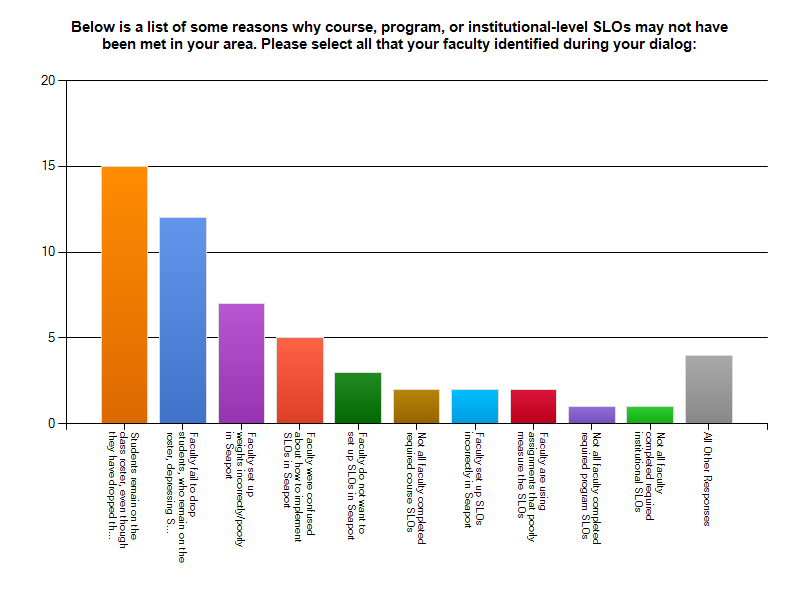 Below is a list of some reasons why course, program, or institutional-level SLOs may not have
been met in your area. Please select all that your faculty identified during your dialog:
20
15
10
5
0
Students remain on the
class roster, even though
they have dropped th...
Faculty fail to drop
students, who remain on the
roster, depressing S...
Faculty set up
weights incorrectly/poorly
in Seaport
Faculty were confused
about how to implement
SLOs in Seaport
Faculty do not want to
set up SLOs in Seaport
Not all faculty completed
required course SLOs
Faculty set up SLOs
incorrectly in Seaport
Faculty are using
assignments that poorly
measure the SLOs
Not all faculty completed
required program SLOs
Not all faculty
completed required
institutional SLOs
All Other Responses